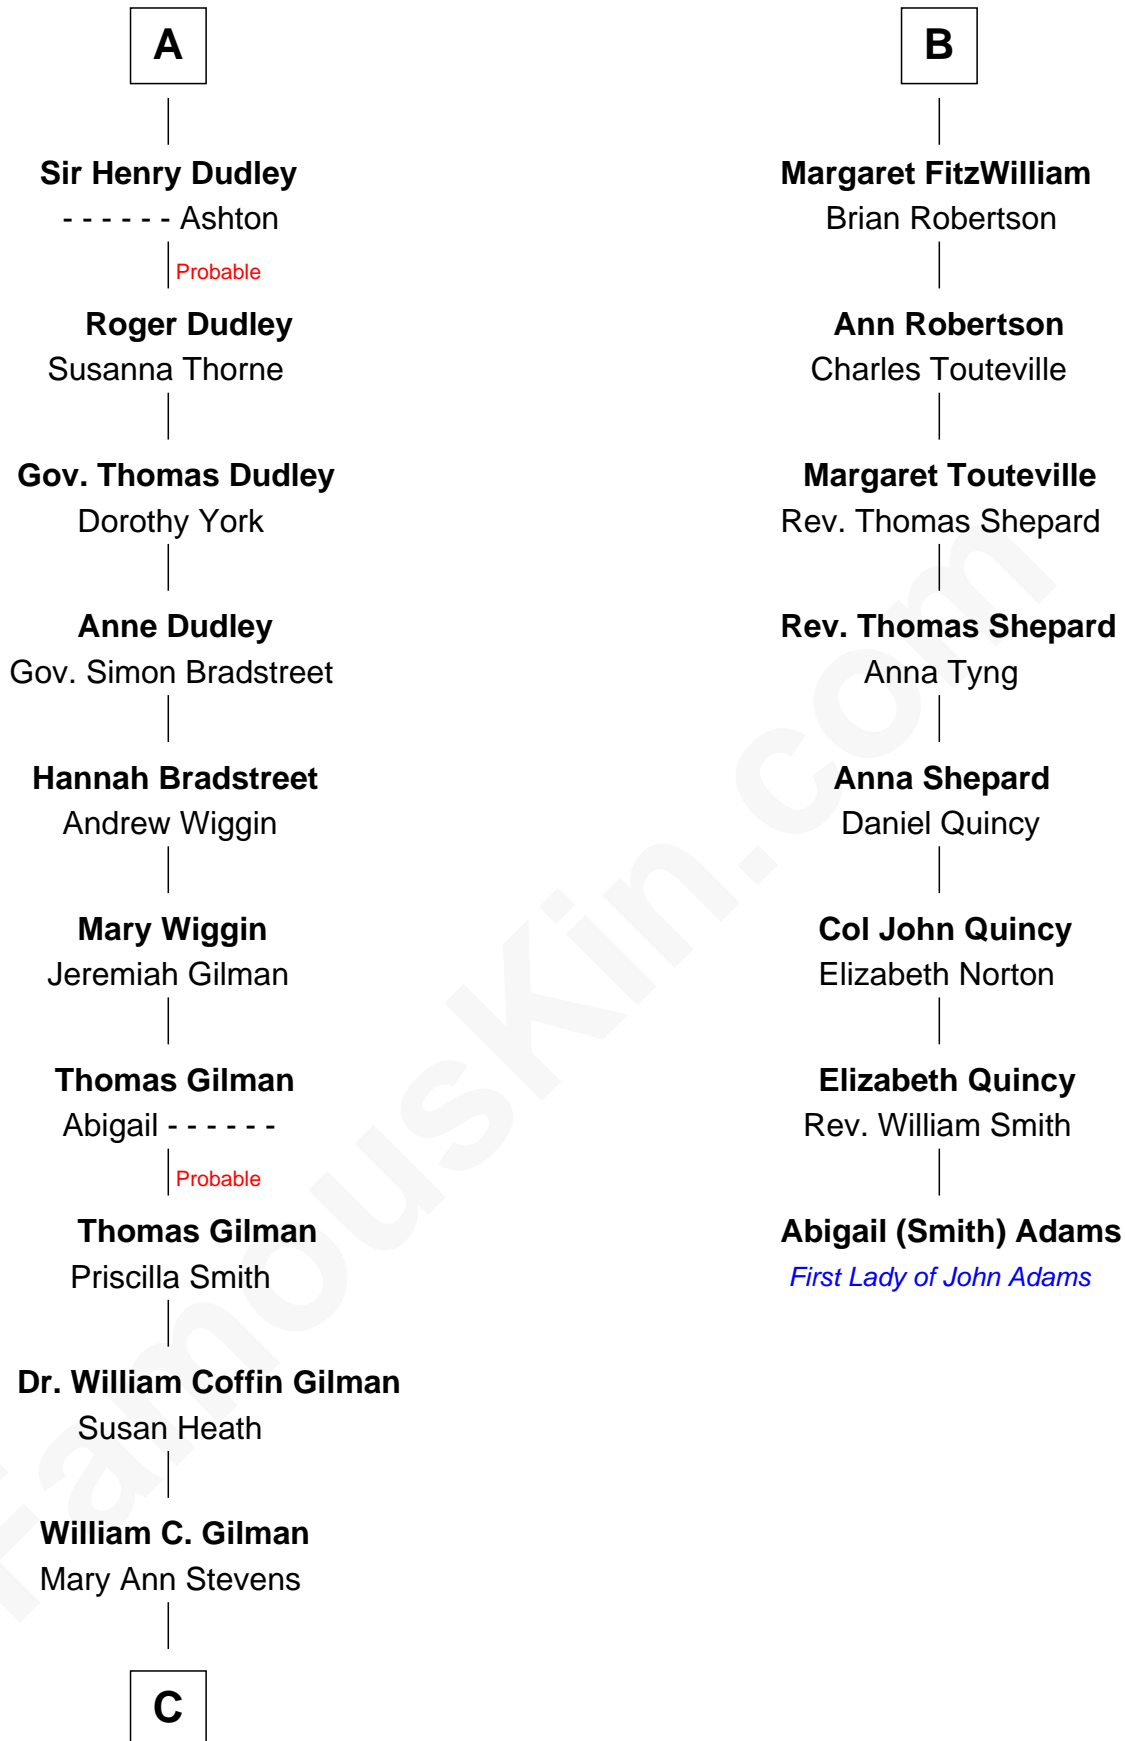 A
Sir Henry Dudley
- - - - - - Ashton
Probable
Roger Dudley
Susanna Thorne
Gov. Thomas Dudley
Dorothy York
Anne Dudley
Gov. Simon Bradstreet
Hannah Bradstreet
Andrew Wiggin
Mary Wiggin
Jeremiah Gilman
Thomas Gilman
Abigail - - - - - -
Probable
Thomas Gilman
Priscilla Smith
Dr. William Coffin Gilman
Susan Heath
William C. Gilman
Mary Ann Stevens
C
B
Margaret FitzWilliam
Brian Robertson
Ann Robertson
Charles Touteville
Margaret Touteville
Rev. Thomas Shepard
Rev. Thomas Shepard
Anna Tyng
Anna Shepard
Daniel Quincy
Col John Quincy
Elizabeth Norton
Elizabeth Quincy
Rev. William Smith
Abigail (Smith) Adams
First Lady of John Adams
FamousKin.com